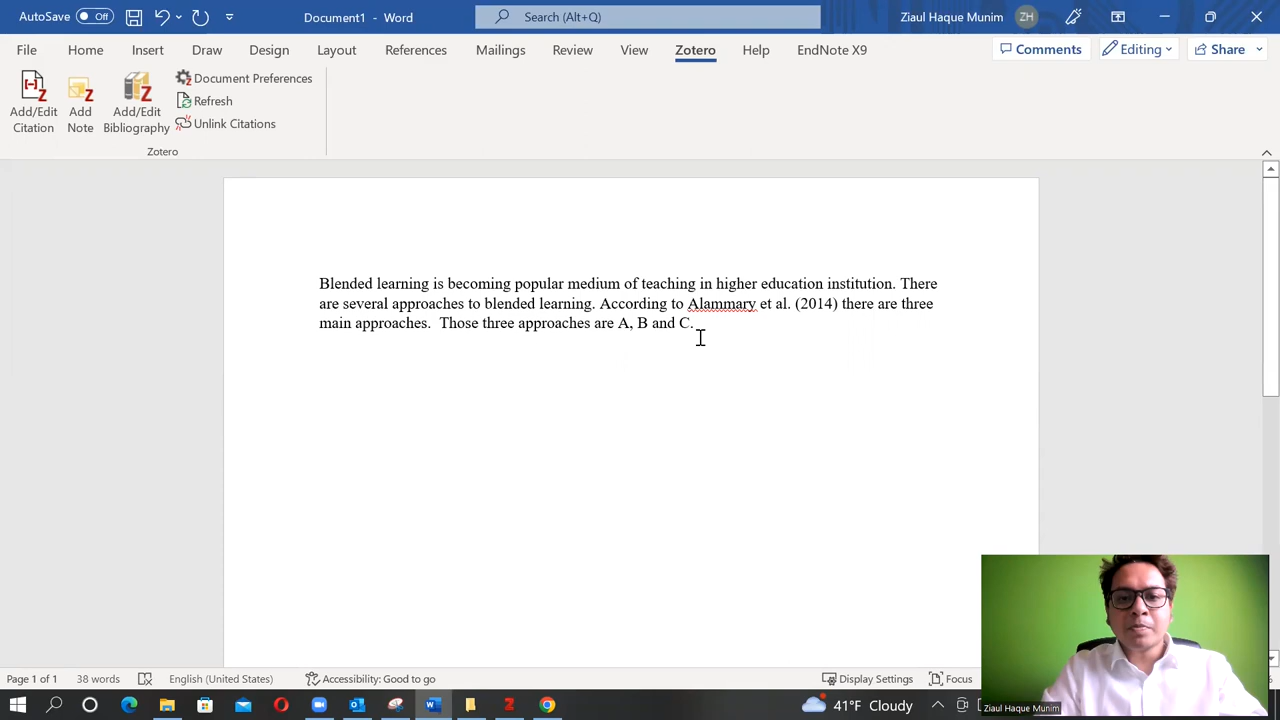 AutoSave Off Document1 - Word Search (Alt+Q) Ziaul Haque Munim ZH
File Home Insert Draw Design Layout References Mailings Review View Zotero Help EndNote X9 Comments Editing Share
Add/Edit Citation
Add Note
Add/Edit Bibliography
Document Preferences
Refresh
Unlink Citations
Zotero
Blended learning is becoming popular medium of teaching in higher education institution. There
are several approaches to blended learning. According to Alammary et al. (2014) there are three
main approaches.  Those three approaches are A, B and C.
Page 1 of 1 38 words English (United States) Accessibility: Good to go Display Settings Focus
Ziaul Haque Munim
41°F Cloudy